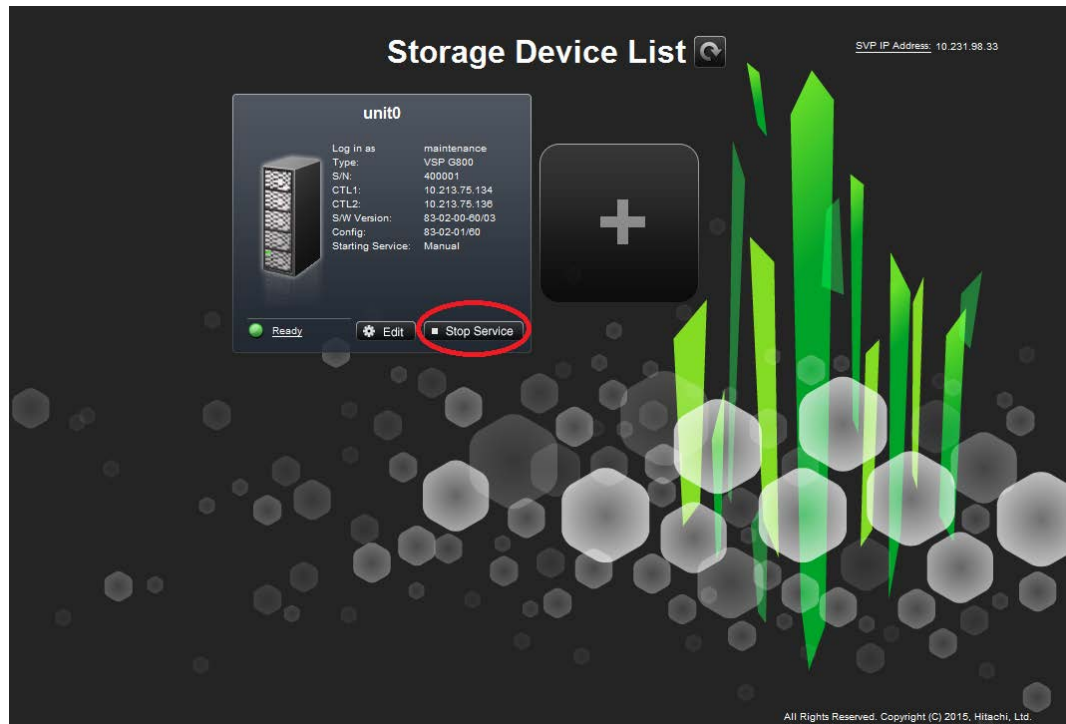 Storage Device List
SVP IP Address: 10.231.98.33
unit0
Log in as maintenance
Type: VSP G800
S/N: 400001
CTL1: 10.213.75.134
CTL2: 10.213.75.136
S/W Version: 83-02-00-60/03
Config: 83-02-01/60
Starting Service: Manual
Ready
Edit
Stop Service
All Rights Reserved. Copyright (C) 2015, Hitachi, Ltd.